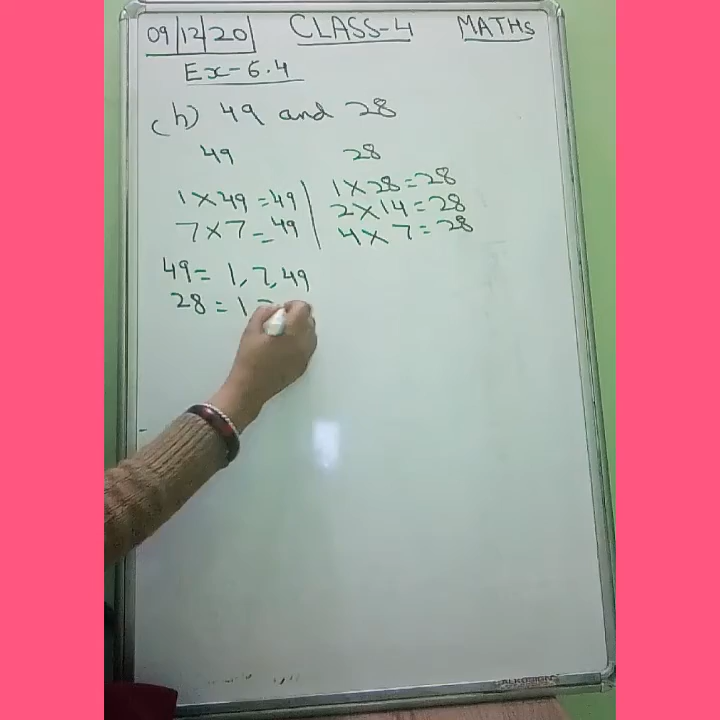 09/12/20 CLASS-4 MATHS
Ex-6.4
(h) 49 and 28
49 28
1×49=49 1×28=28
7×7=49 2×14=28
4×7=28
49= 1,7,49
28=1